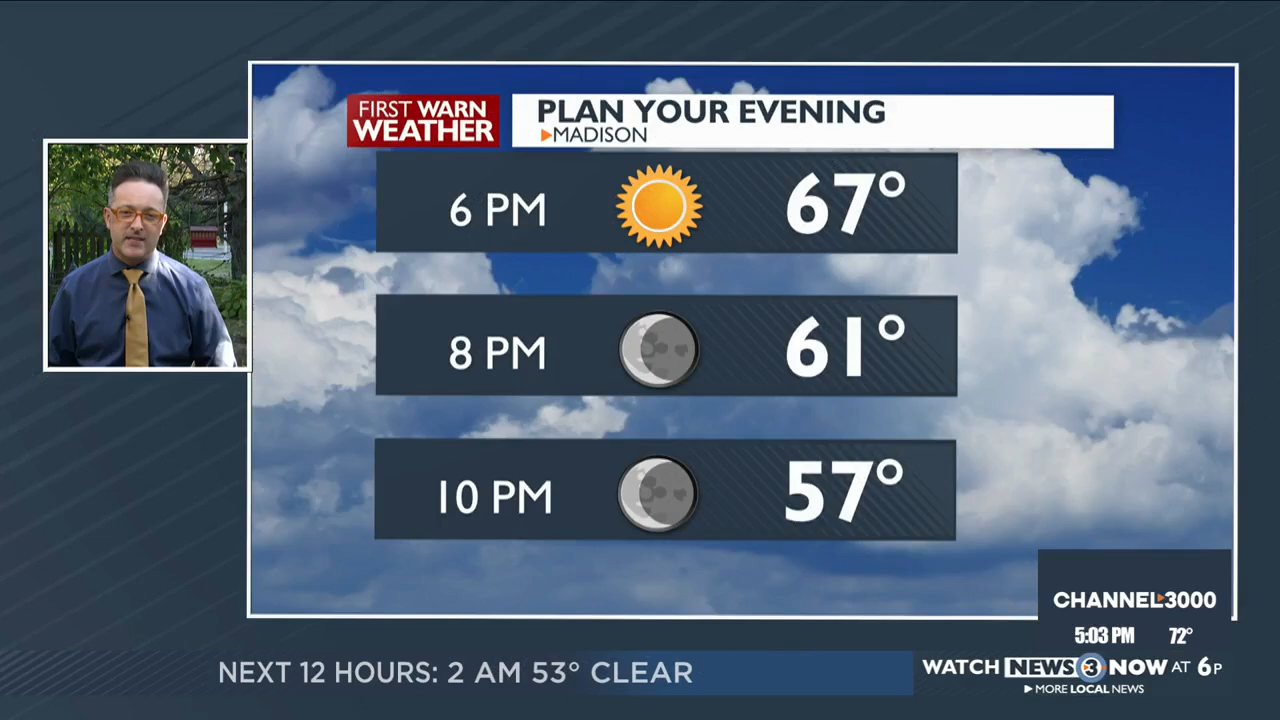 FIRST WARN
WEATHER
PLAN YOUR EVENING
MADISON
6 PM 67°
8 PM 61°
10 PM 57°
CHANNEL3000
5:03 PM 72°
NEXT 12 HOURS: 2 AM 53° CLEAR
WATCH NEWS 3 NOW AT 6P
MORE LOCAL NEWS